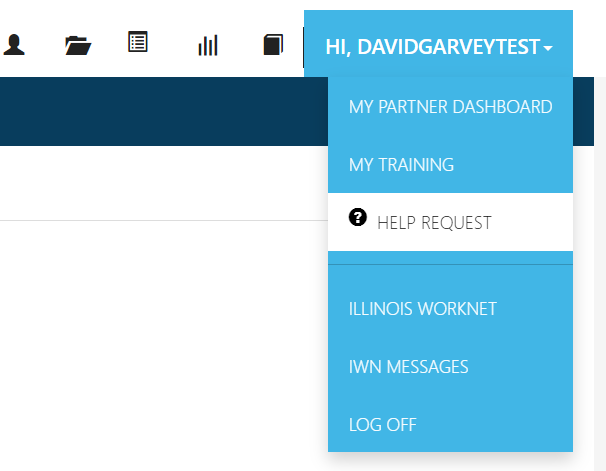 HI, DAVIDGARVEYTEST
MY PARTNER DASHBOARD
MY TRAINING
HELP REQUEST
ILLINOIS WORKNET
IWN MESSAGES
LOG OFF